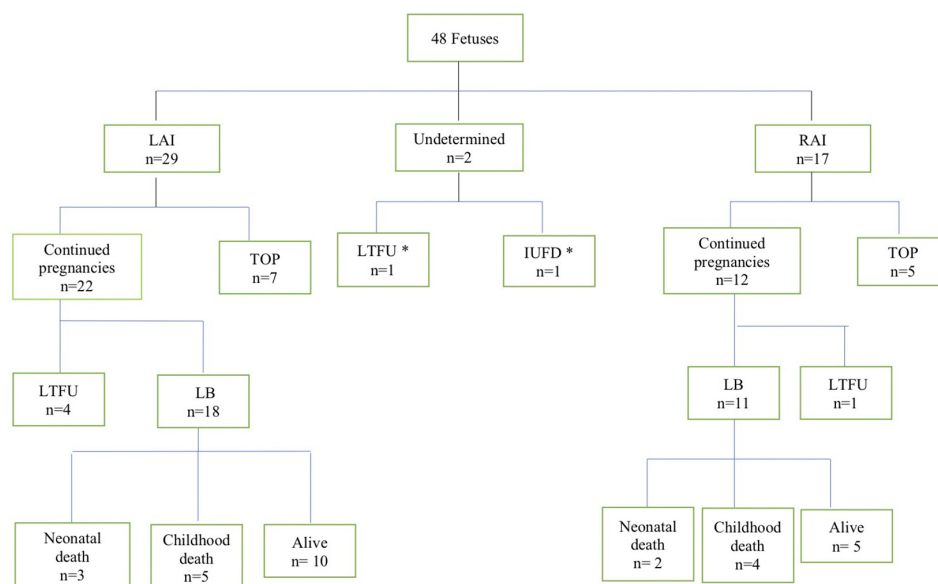 48 Fetuses
LAI
n=29
Undetermined
n=2
RAI
n=17
Continued
pregnancies
n=22
TOP
n=7
LTFU *
n=1
IUFD *
n=1
Continued
pregnancies
n=12
TOP
n=5
LTFU
n=4
LB
n=18
LB
n=11
LTFU
n=1
Neonatal
death
n=3
Childhood
death
n=5
Alive
n= 10
Neonatal
death
n= 2
Childhood
death
n=4
Alive
n= 5